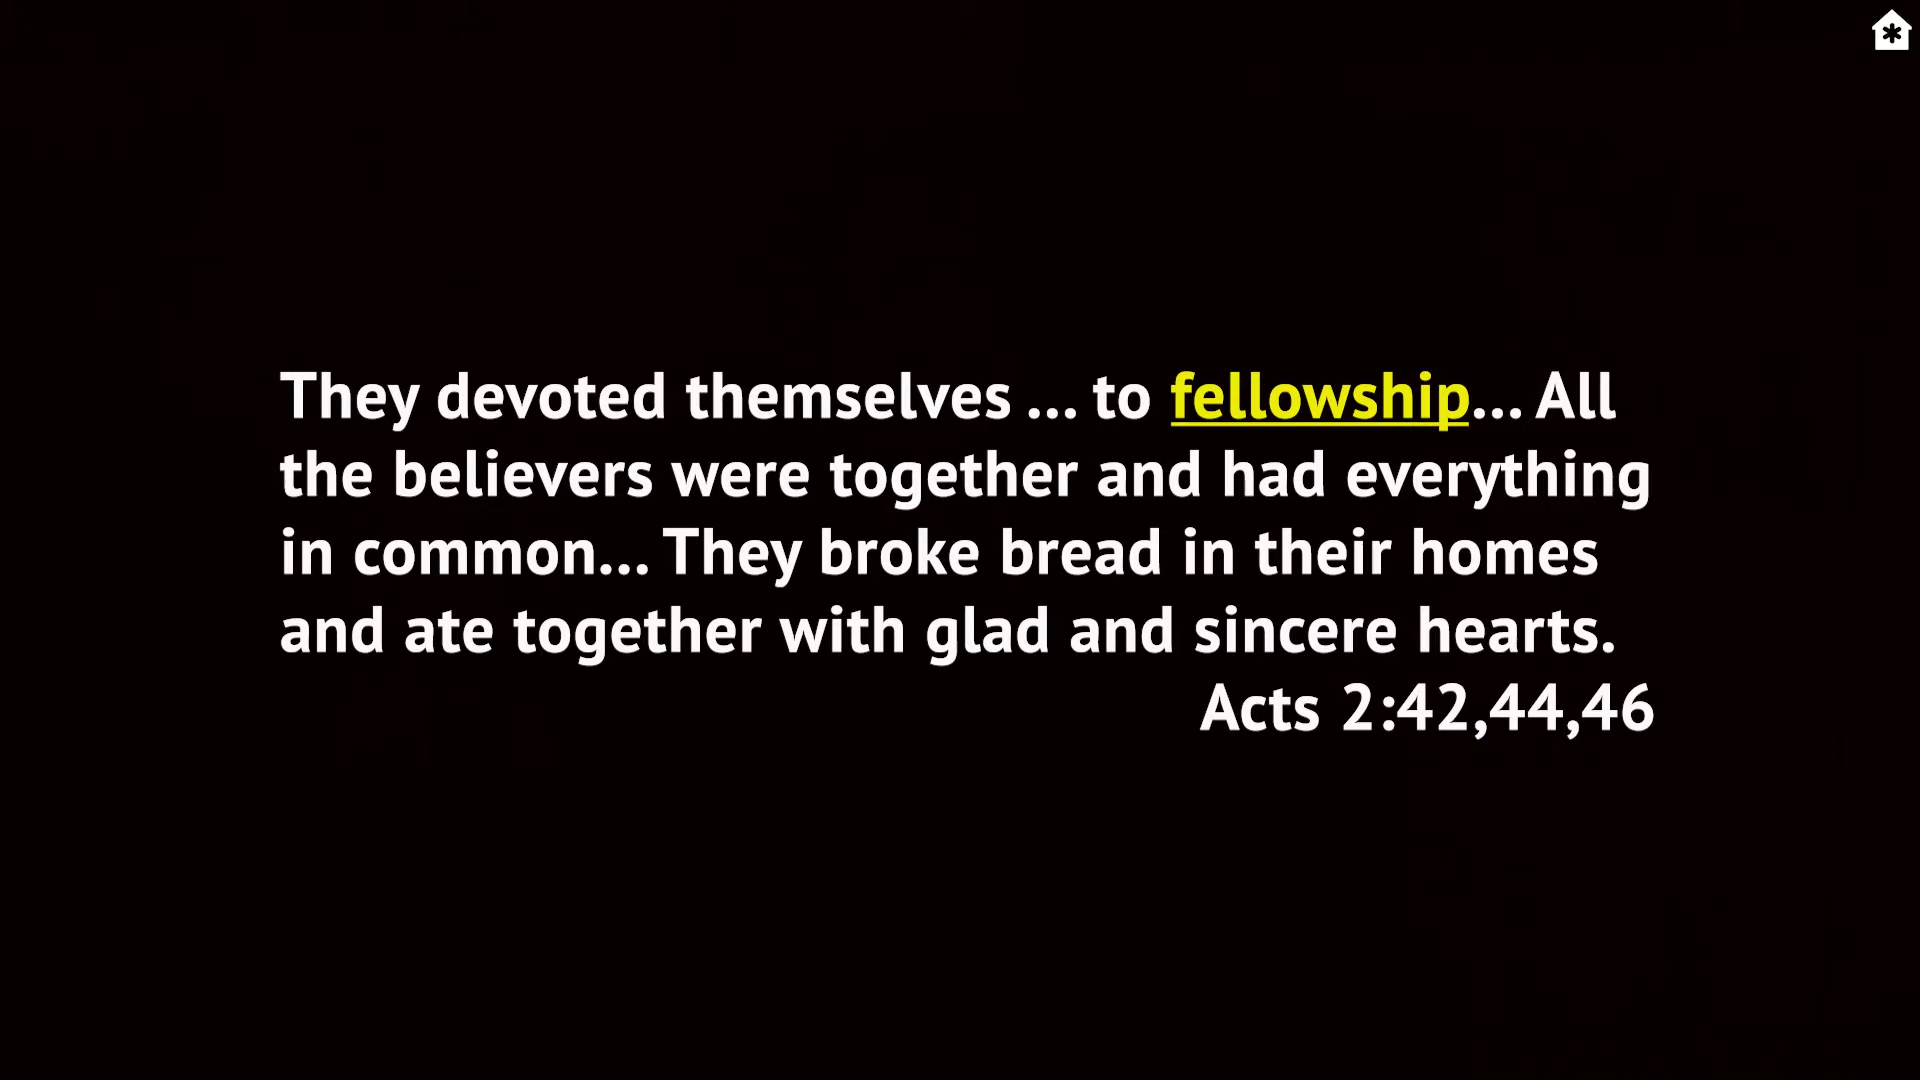 They devoted themselves ... to fellowship... All
the believers were together and had everything
in common... They broke bread in their homes
and ate together with glad and sincere hearts.
Acts 2:42,44,46